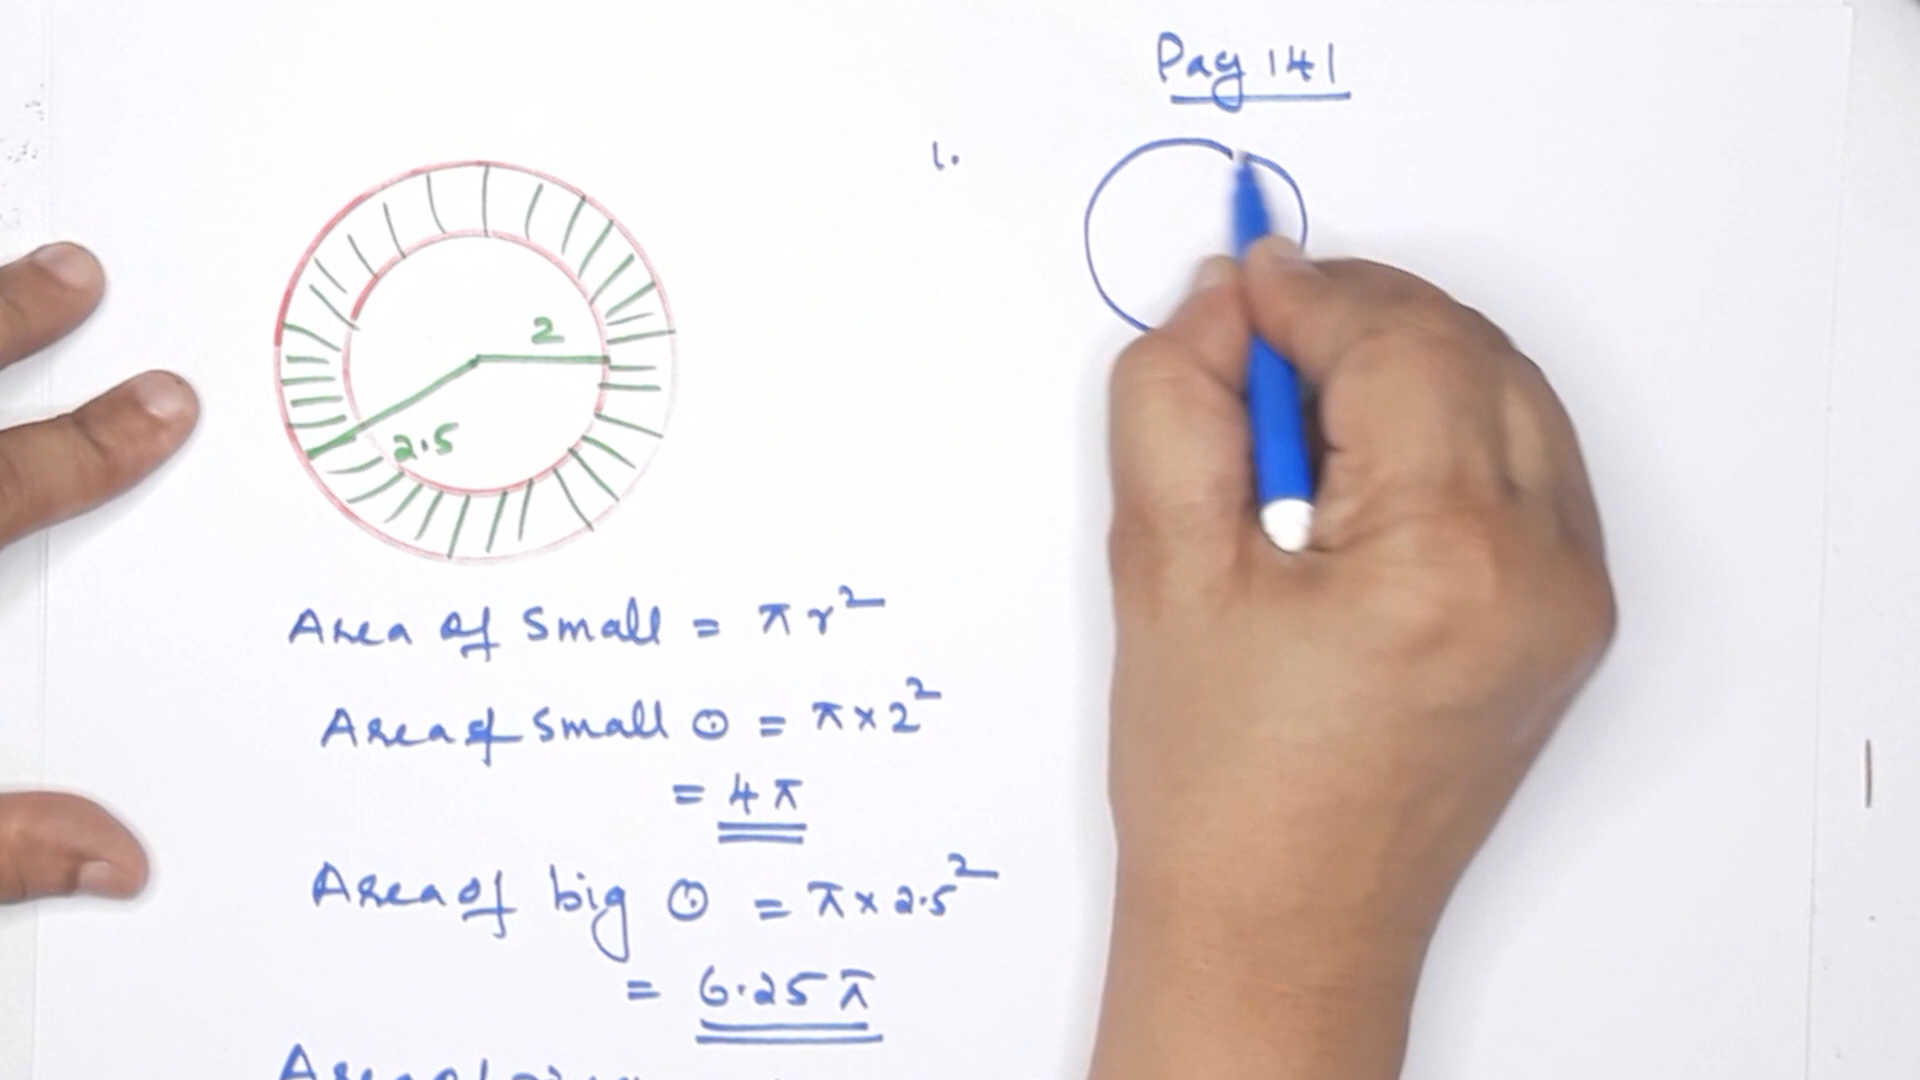 Pag 141
1.
2
2.5
Area of Small = πr²
Area of Small ⊙ = π×2²
= 4π
Area of big ⊙ = π×2.5²
= 6.25π